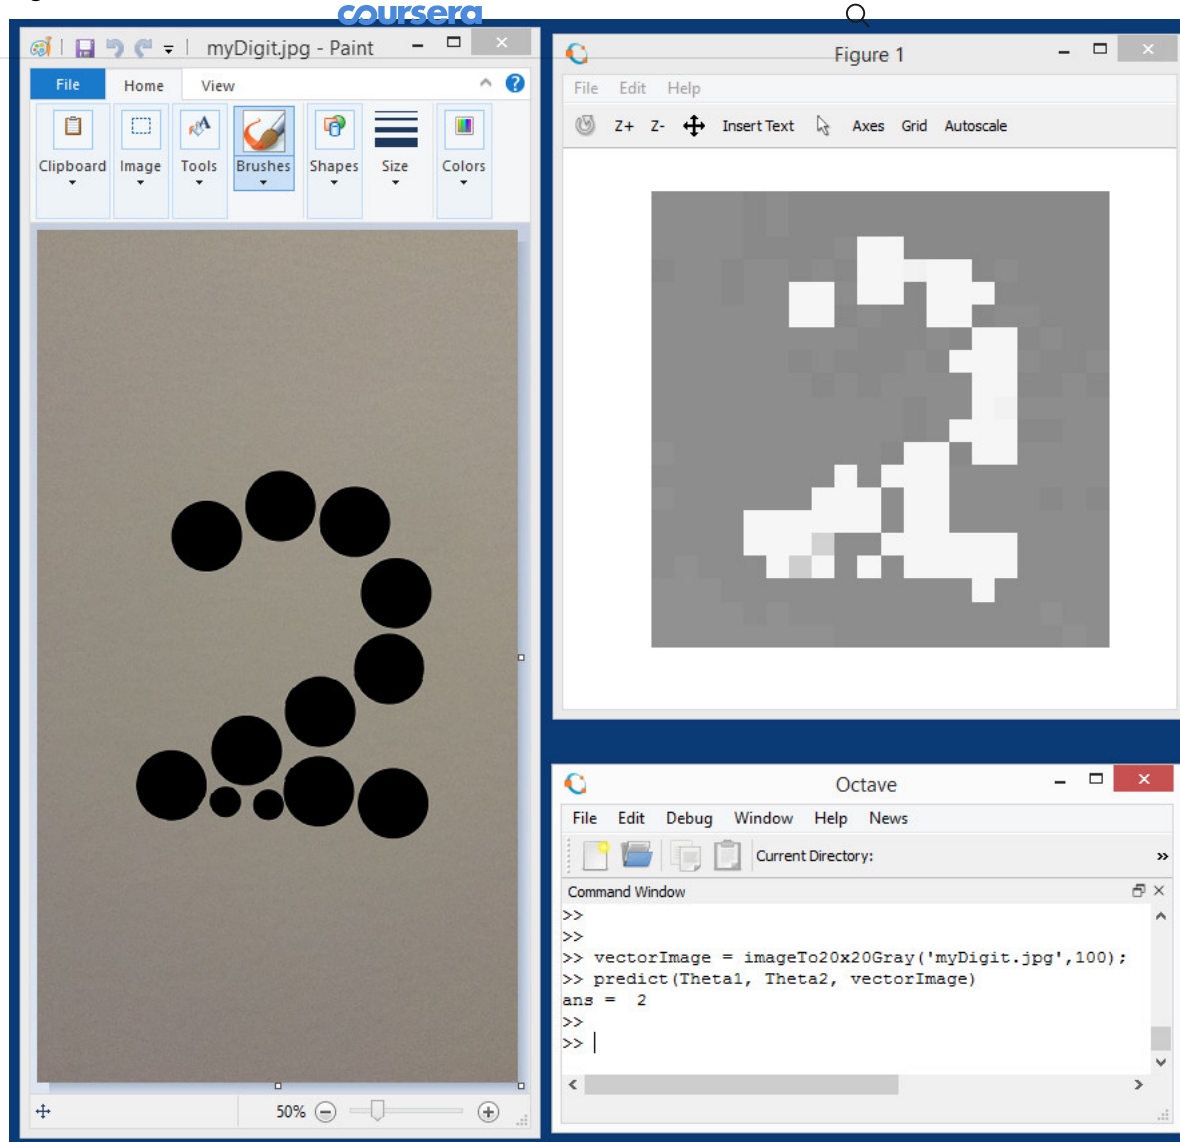 coursera
myDigit.jpg - Paint
File Home View
Clipboard Image Tools Brushes Shapes Size Colors
50%
Figure 1
File Edit Help
Z+ Z- Insert Text Axes Grid Autoscale
Octave
File Edit Debug Window Help News
Current Directory:
Command Window
>>
>>
>> vectorImage = imageTo20x20Gray('myDigit.jpg',100);
>> predict(Theta1, Theta2, vectorImage)
ans =  2
>>
>>